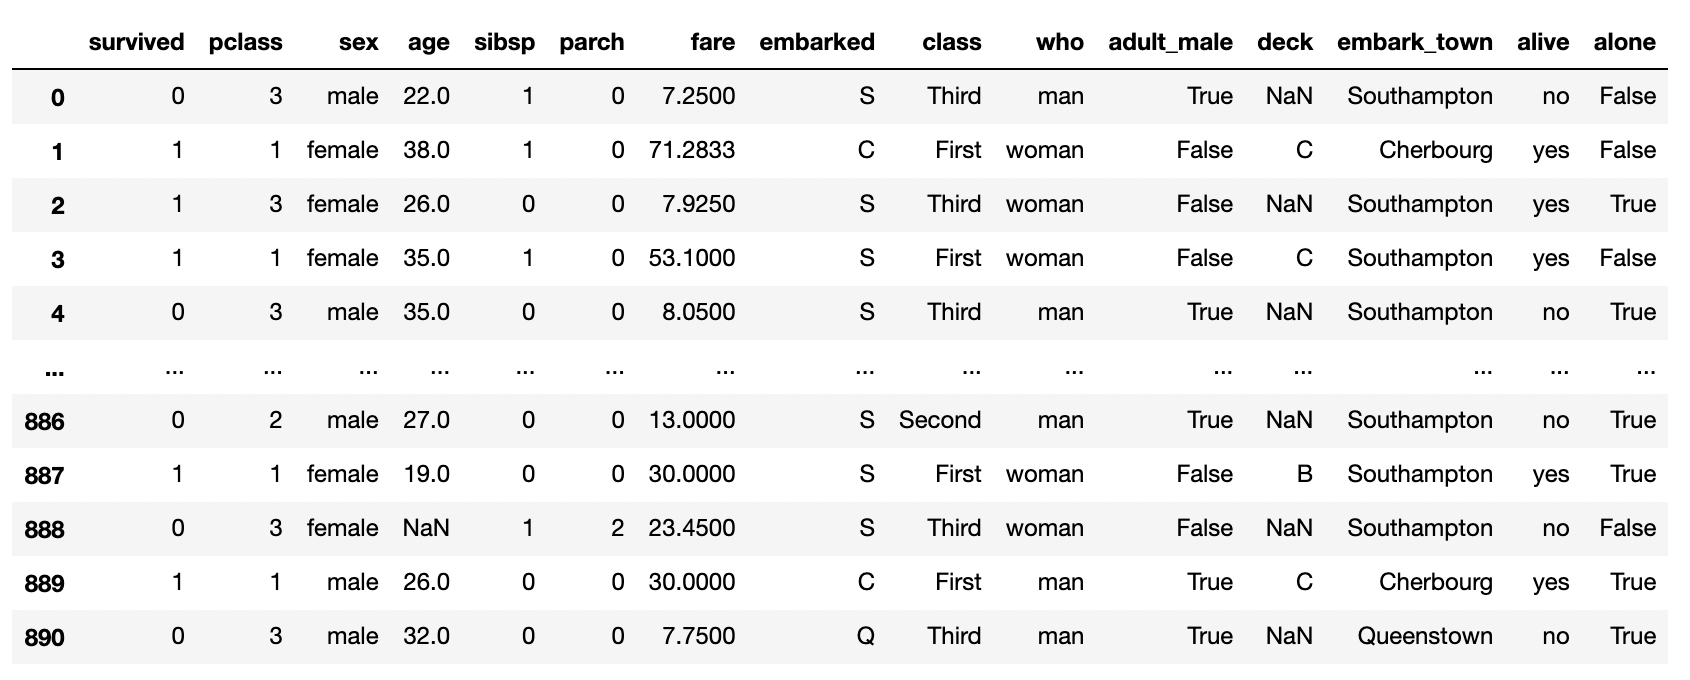 survived pclass sex age sibsp parch fare embarked class who adult_male deck embark_town alive alone
0 0 3 male 22.0 1 0 7.2500 S Third man True NaN Southampton no False
1 1 1 female 38.0 1 0 71.2833 C First woman False C Cherbourg yes False
2 1 3 female 26.0 0 0 7.9250 S Third woman False NaN Southampton yes True
3 1 1 female 35.0 1 0 53.1000 S First woman False C Southampton yes False
4 0 3 male 35.0 0 0 8.0500 S Third man True NaN Southampton no True
... ... ... ... ... ... ... ... ... ... ... ... ... ... ... ...
886 0 2 male 27.0 0 0 13.0000 S Second man True NaN Southampton no True
887 1 1 female 19.0 0 0 30.0000 S First woman False B Southampton yes True
888 0 3 female NaN 1 2 23.4500 S Third woman False NaN Southampton no False
889 1 1 male 26.0 0 0 30.0000 C First man True C Cherbourg yes True
890 0 3 male 32.0 0 0 7.7500 Q Third man True NaN Queenstown no True